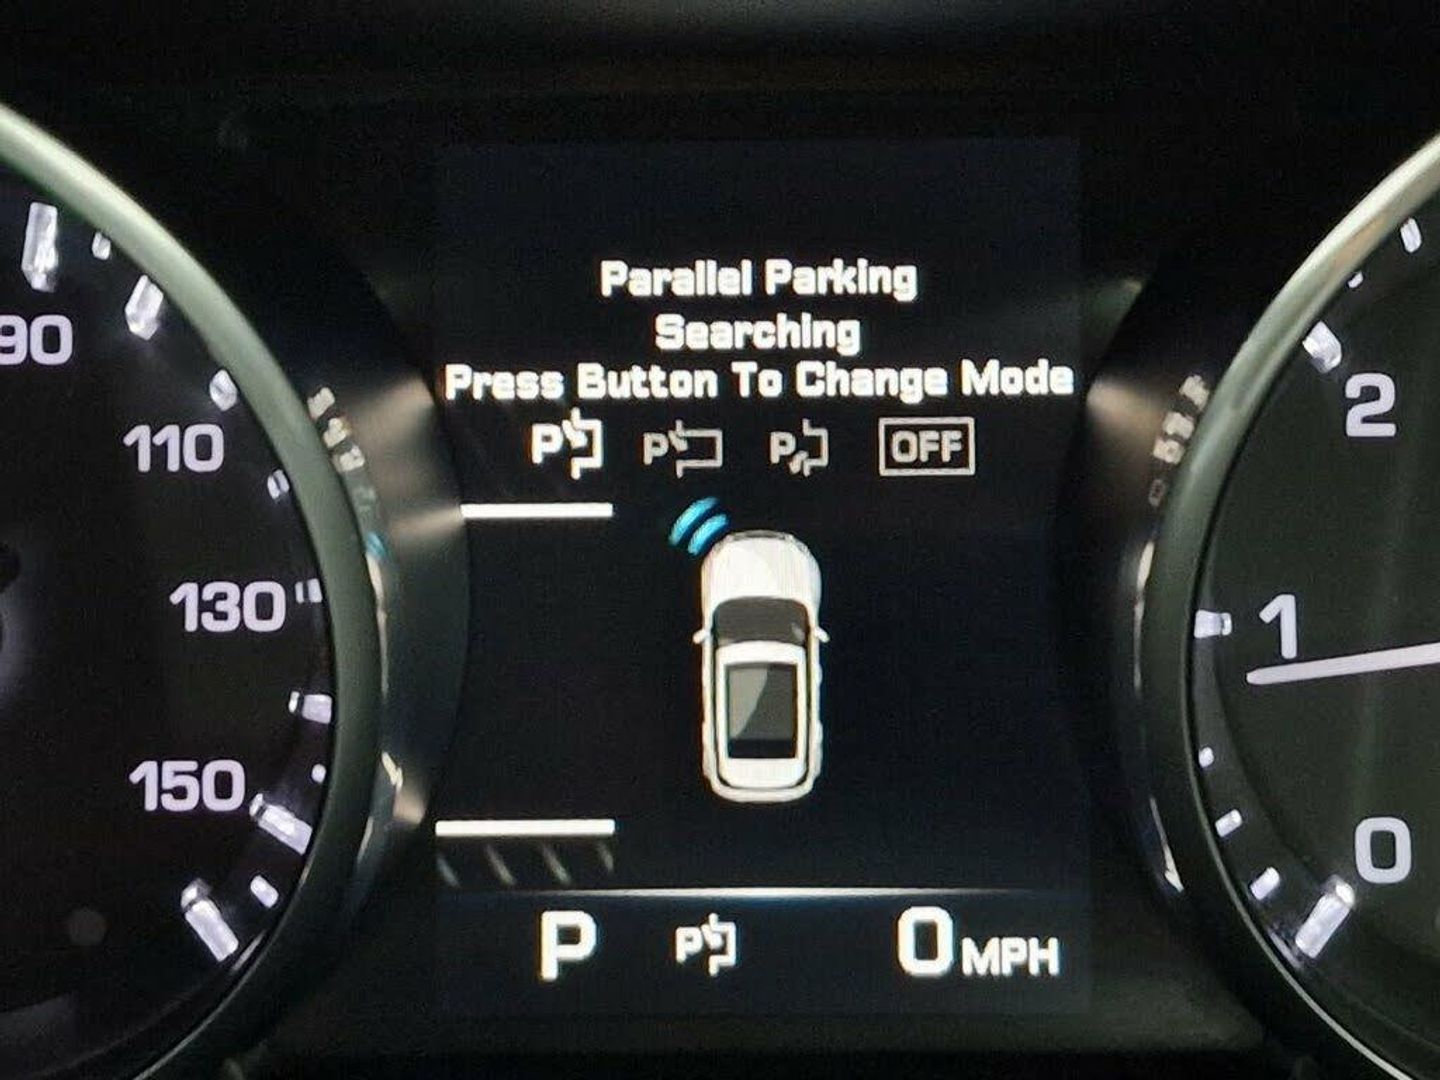 Parallel Parking
Searching
Press Button To Change Mode
P P P OFF
90
110
130
150
2
1
0
P P 0 MPH